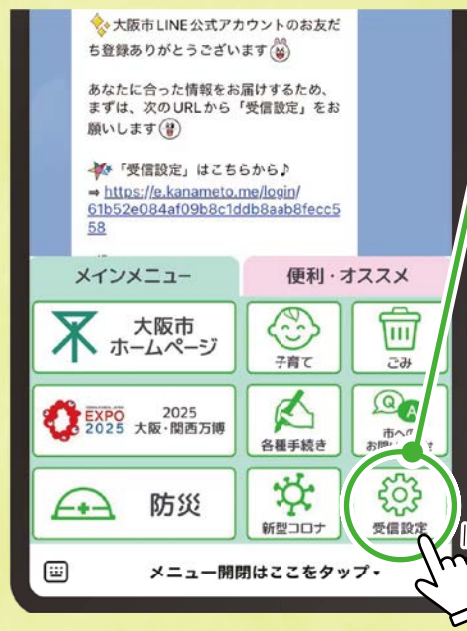 大阪市LINE公式アカウントのお友だ
ち登録ありがとうございます
あなたに合った情報をお届けするため、
まずは、次のURLから「受信設定」をお
願いします
「受信設定」はこちらから♪
➡ https://e.kanameto.me/login/
61b52e084af09b8c1ddb8aab8fecc5
58
メインメニュー
便利・オススメ
大阪市
ホームページ
子育て
ごみ
EXPO
2025
2025
大阪・関西万博
各種手続き
Q
A
市への
お問い
防災
新型コロナ
受信設定
メニュー開閉はここをタップ